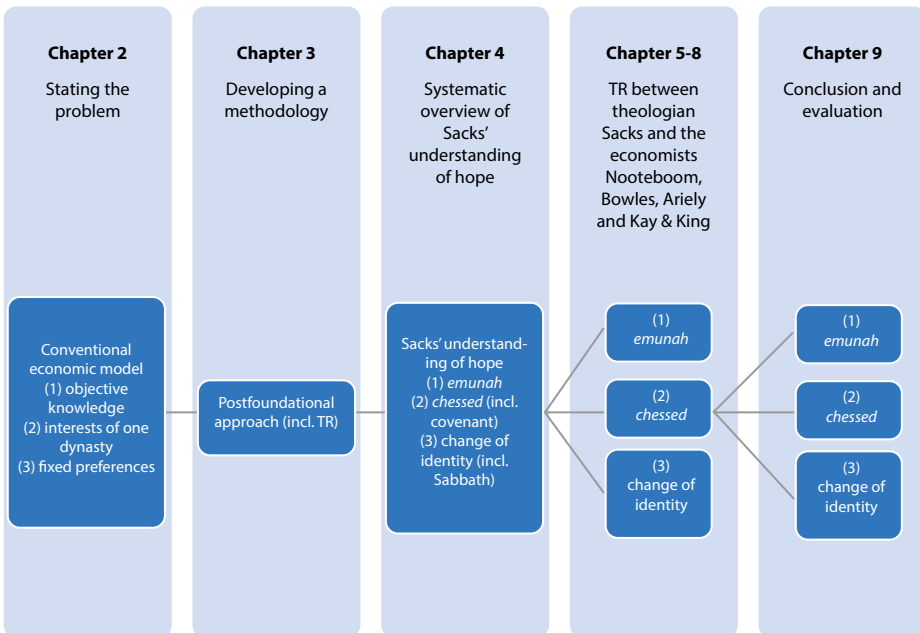 Chapter 2
Stating the
problem
Conventional
economic model
(1) objective
knowledge
(2) interests of one
dynasty
(3) fixed preferences
Chapter 3
Developing a
methodology
Postfoundational
approach (incl. TR)
Chapter 4
Systematic
overview of
Sacks'
understanding
of hope
Sacks' understand-
ing of hope
(1) emunah
(2) chessed (incl.
covenant)
(3) change of
identity (incl.
Sabbath)
Chapter 5-8
TR between
theologian
Sacks and the
economists
Nooteboom,
Bowles, Ariely
and Kay & King
(1)
emunah
(2)
chessed
(3)
change of
identity
Chapter 9
Conclusion and
evaluation
(1)
emunah
(2)
chessed
(3)
change of
identity